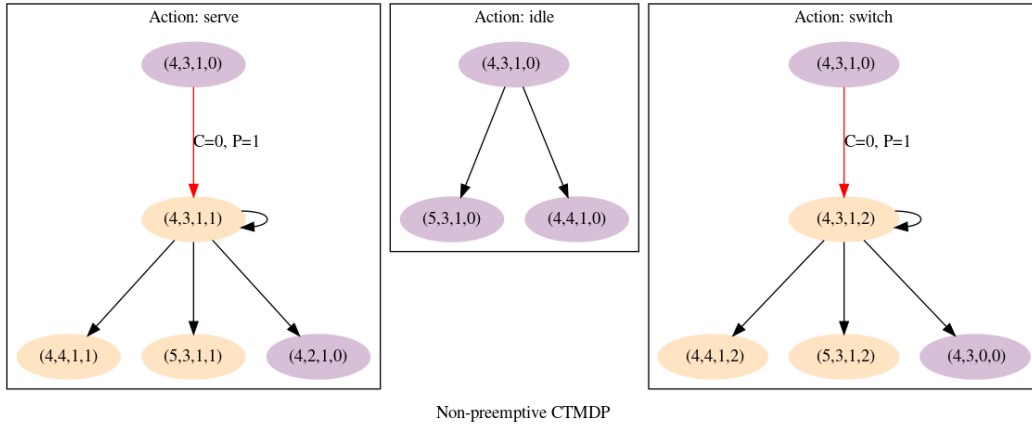 Action: serve
(4,3,1,0)
C=0, P=1
(4,3,1,1)
(4,4,1,1)
(5,3,1,1)
(4,2,1,0)
Action: idle
(4,3,1,0)
(5,3,1,0)
(4,4,1,0)
Action: switch
(4,3,1,0)
C=0, P=1
(4,3,1,2)
(4,4,1,2)
(5,3,1,2)
(4,3,0,0)
Non-preemptive CTMDP